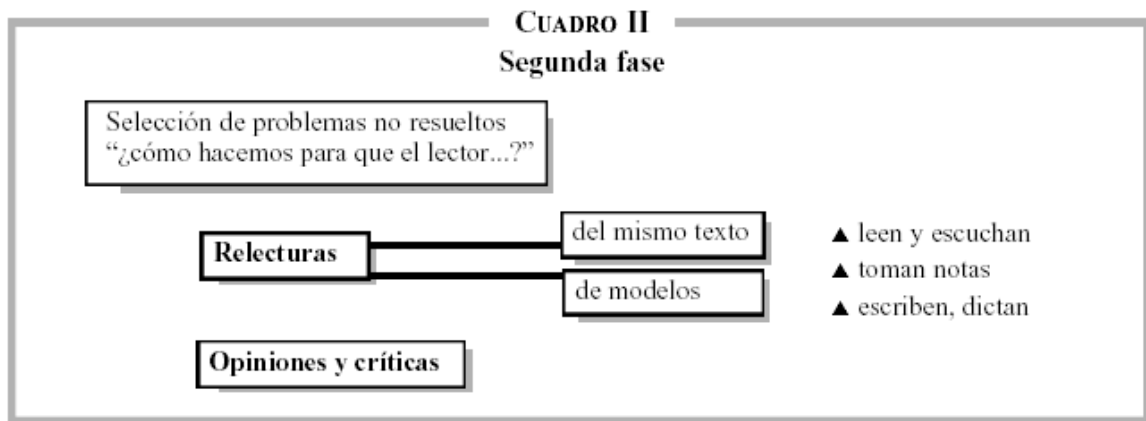 CUADRO II
Segunda fase
Selección de problemas no resueltos
“¿cómo hacemos para que el lector...?”
Relecturas
del mismo texto
de modelos
▲ leen y escuchan
▲ toman notas
▲ escriben, dictan
Opiniones y críticas